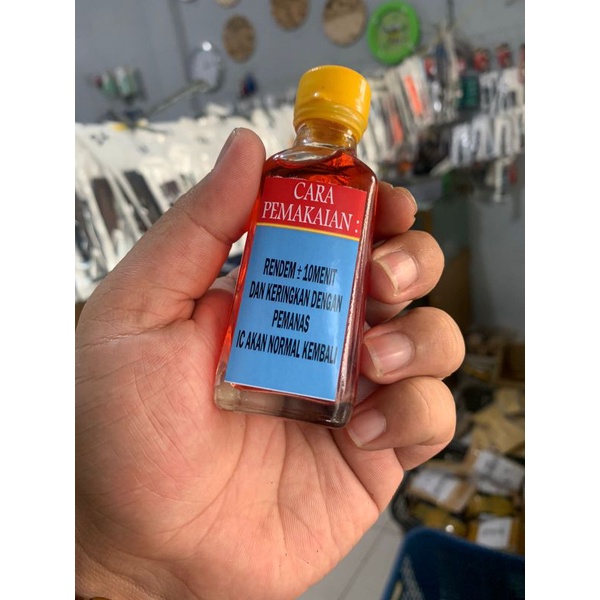 CARA
PEMAKAIAN :
RENDEM ± 10MENIT
DAN KERINGKAN DENGAN
PEMANAS
IC AKAN NORMAL KEMBALI